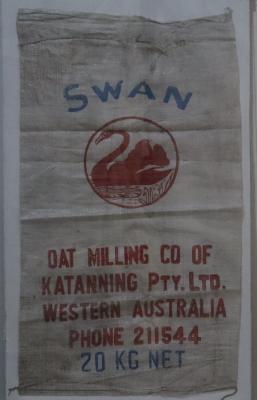 SWAN
OAT MILLING CO OF
KATANNING PTY. LTD.
WESTERN AUSTRALIA
PHONE 211544
20 KG NET